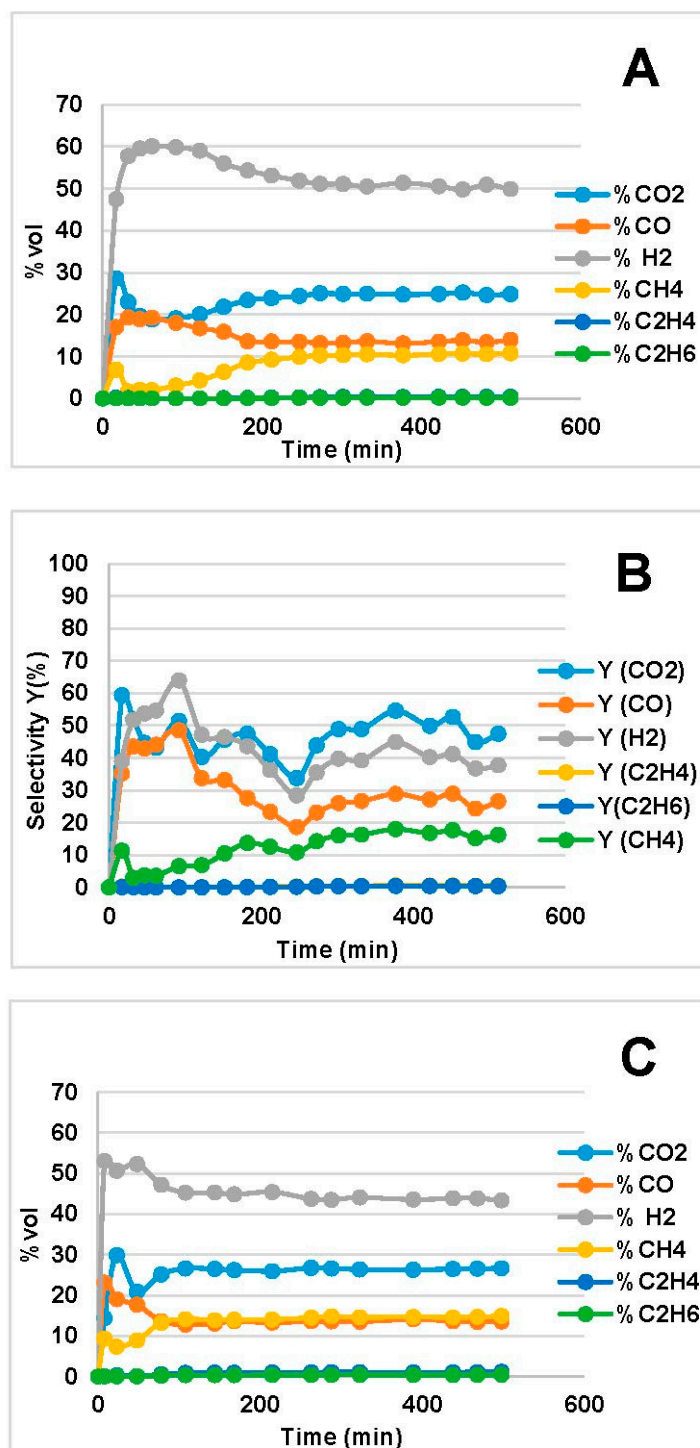 A
70
60
50
40
30
20
10
0
% vol
0 200 400 600
Time (min)
% CO2
% CO
% H2
% CH4
% C2H4
% C2H6
B
100
90
80
70
60
50
40
30
20
10
0
Selectivity Y(%)
0 200 400 600
Time (min)
Y (CO2)
Y (CO)
Y (H2)
Y (C2H4)
Y(C2H6)
Y (CH4)
C
70
60
50
40
30
20
10
0
% vol
0 200 400 600
Time (min)
% CO2
% CO
% H2
% CH4
% C2H4
% C2H6